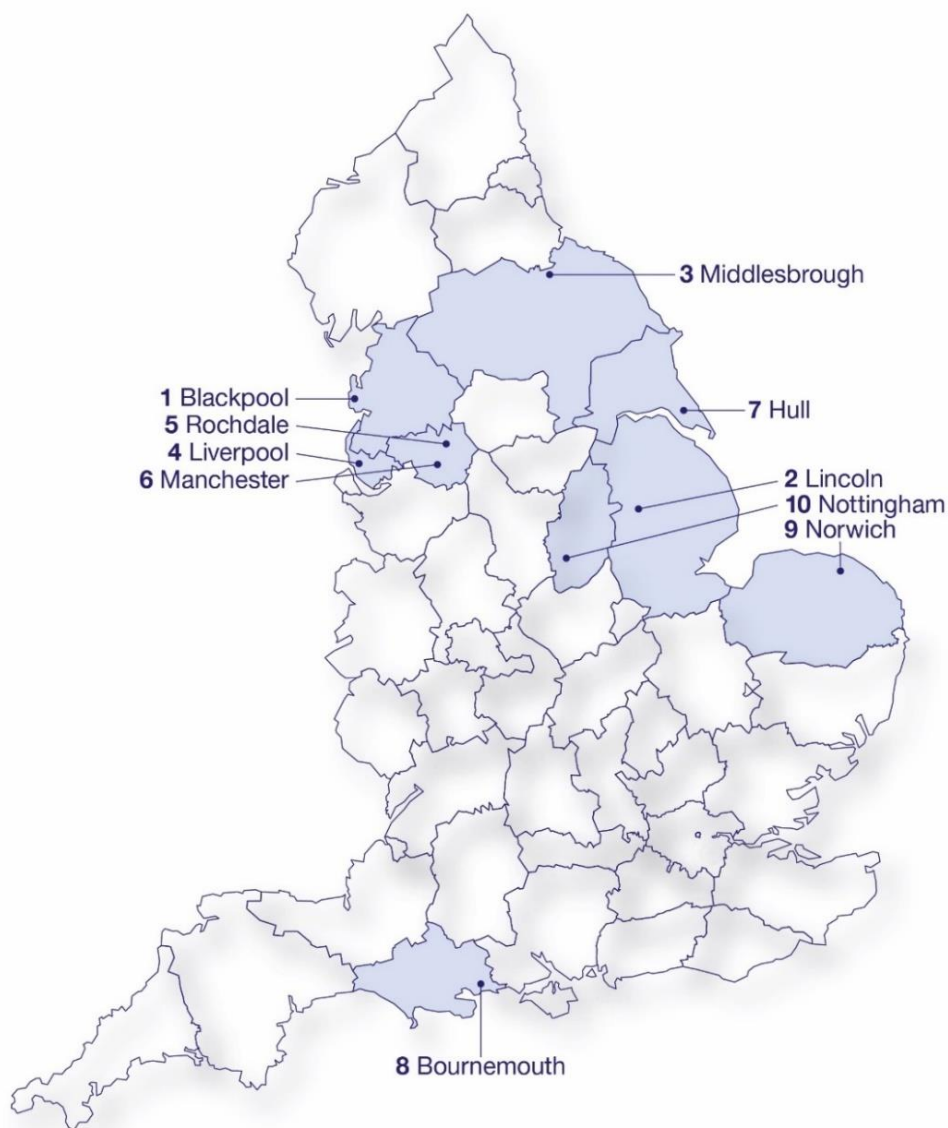 3 Middlesbrough
1 Blackpool
5 Rochdale
4 Liverpool
6 Manchester
7 Hull
2 Lincoln
10 Nottingham
9 Norwich
8 Bournemouth